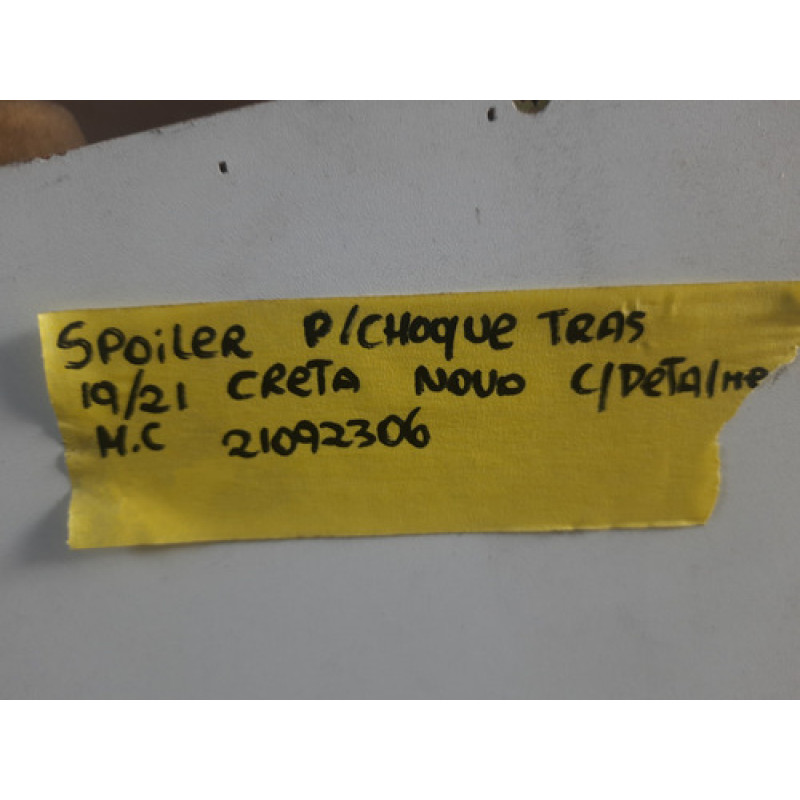 SPOiLER P/CHOQUE TRAS
19/21 CRETA NOVO C/DETALHE
M.C 21092306